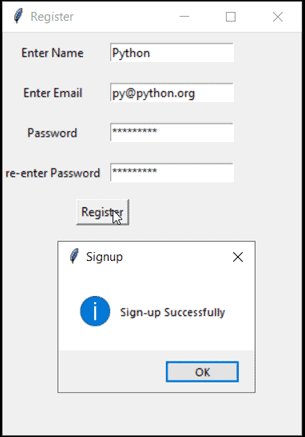 Register
Enter Name Python
Enter Email py@python.org
Password *********
re-enter Password *********
Register
Signup
Sign-up Successfully
OK